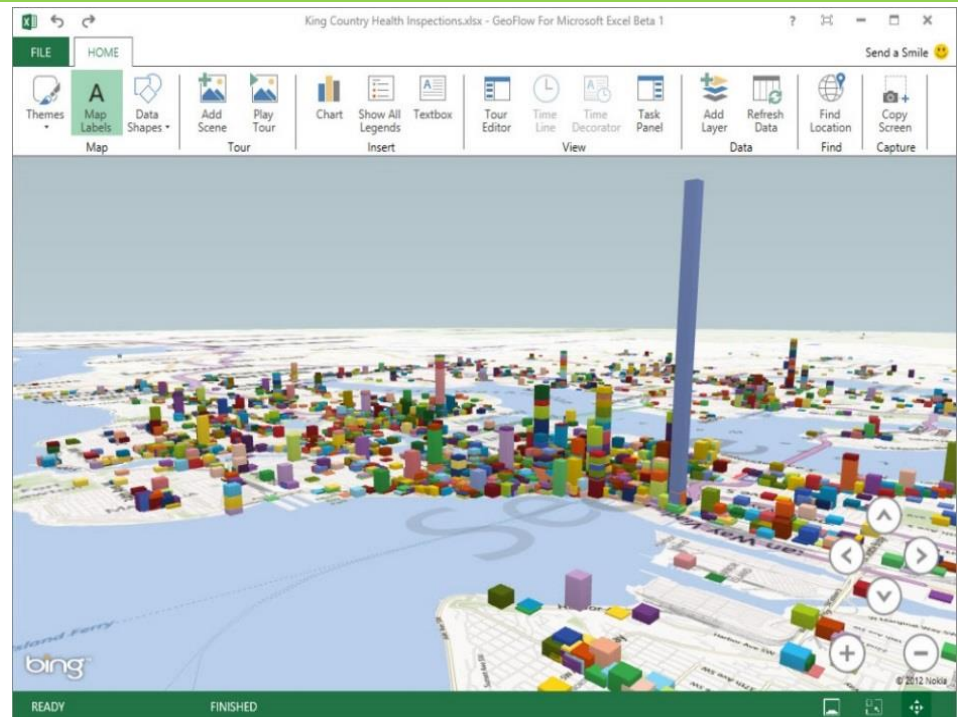 King Country Health Inspections.xlsx - GeoFlow For Microsoft Excel Beta 1
FILE HOME Send a Smile
Themes
Map Labels
Data Shapes
Map
Add Scene
Play Tour
Tour
Chart
Show All Legends
Textbox
Insert
Tour Editor
Time Line
Time Decorator
Task Panel
View
Add Layer
Refresh Data
Data
Find Location
Find
Copy Screen
Capture
Harbor Ave SW
bing
© 2012 Nokia
READY FINISHED